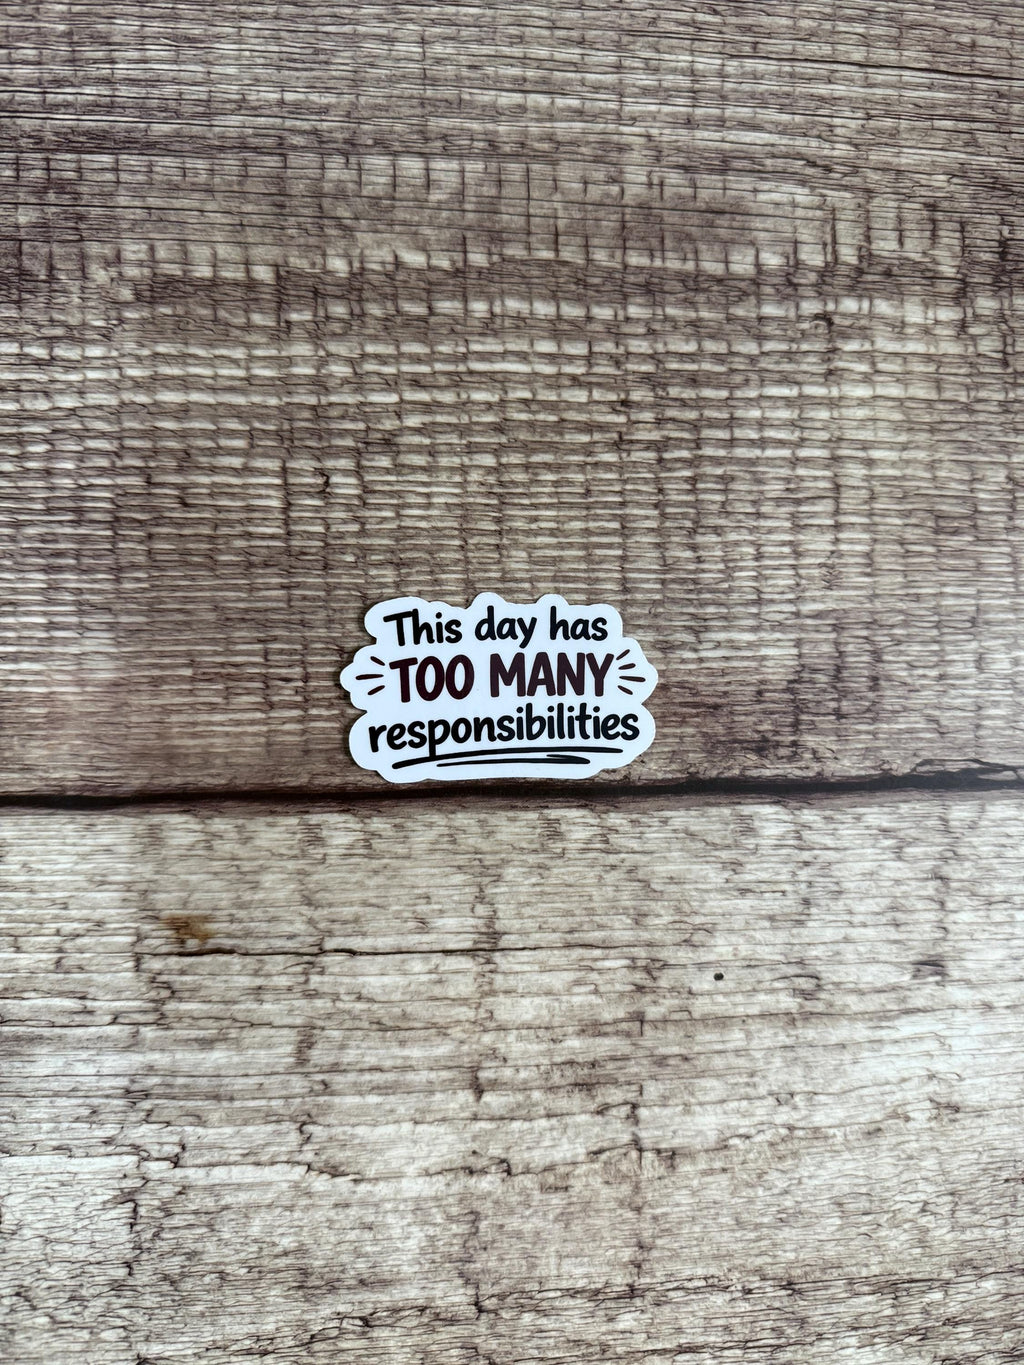 This day has
TOO MANY
responsibilities